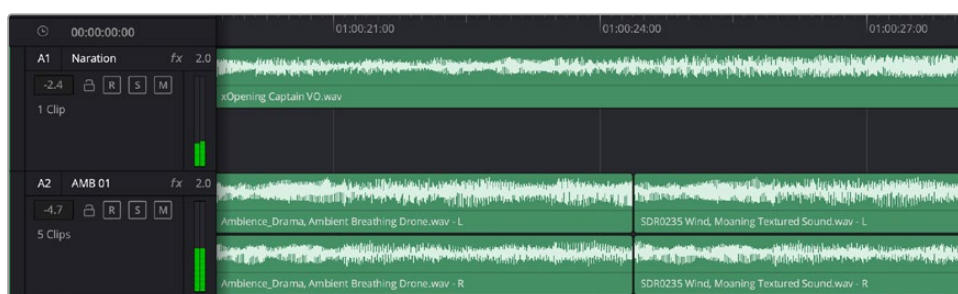 00:00:00:00 01:00:21:00 01:00:24:00 01:00:27:00
A1 Naration fx 2.0
-2.4 R S M
xOpening Captain VO.wav
1 Clip
A2 AMB 01 fx 2.0
-4.7 R S M
Ambience_Drama, Ambient Breathing Drone.wav - L SDR0235 Wind, Moaning Textured Sound.wav - L
5 Clips
Ambience_Drama, Ambient Breathing Drone.wav - R SDR0235 Wind, Moaning Textured Sound.wav - R